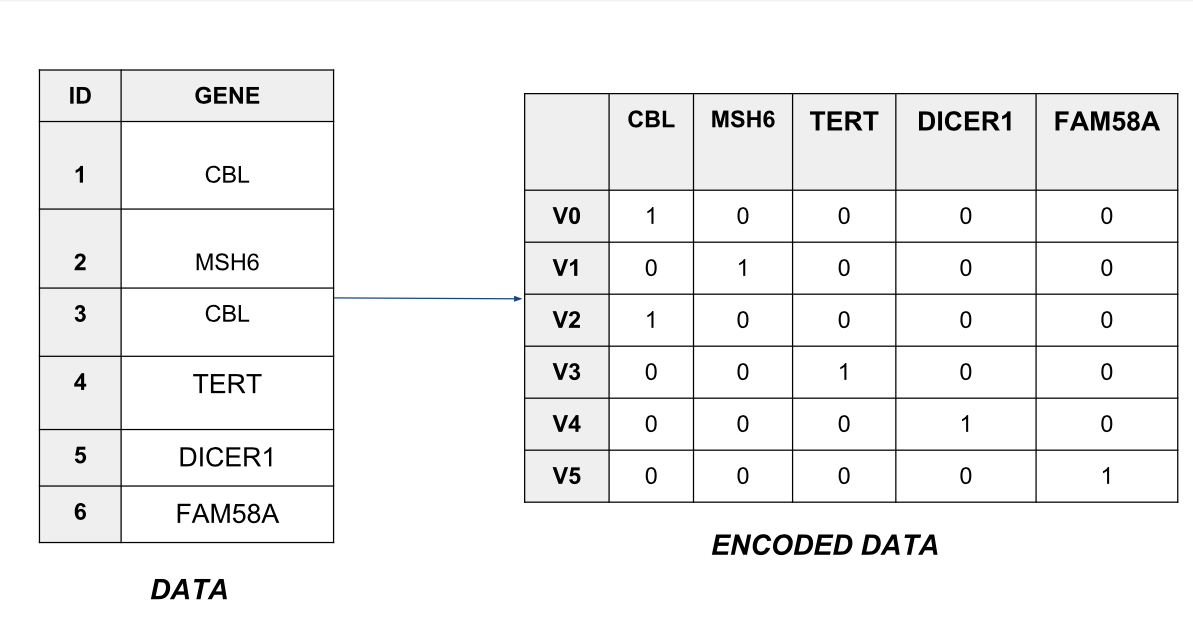 ID GENE
1 CBL
2 MSH6
3 CBL
4 TERT
5 DICER1
6 FAM58A
DATA
CBL MSH6 TERT DICER1 FAM58A
V0 1 0 0 0 0
V1 0 1 0 0 0
V2 1 0 0 0 0
V3 0 0 1 0 0
V4 0 0 0 1 0
V5 0 0 0 0 1
ENCODED DATA